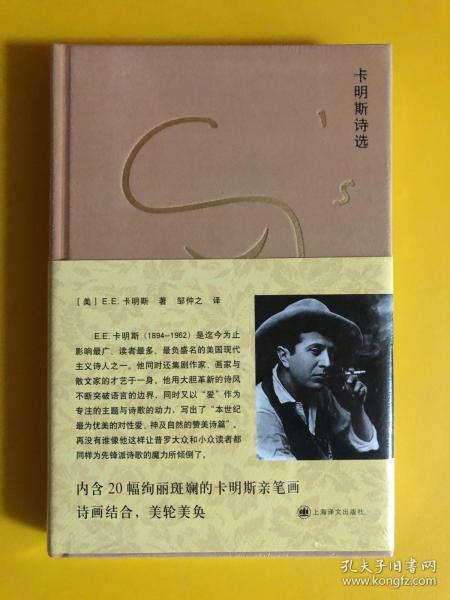 卡明斯诗选
's
[美] E.E.卡明斯 著 邹仲之 译
E.E.卡明斯（1894—1962）是迄今为止
影响最广、读者最多、最负盛名的美国现代
主义诗人之一。他同时还集剧作家、画家与
散文家的才艺于一身。他用大胆革新的诗风
不断突破语言的边界，同时又以“爱”作为
专注的主题与诗歌的动力，写出了“本世纪
最为优美的对性爱、神及自然的赞美诗篇”。
再没有谁像他这样让普罗大众和小众读者都
同样为先锋派诗歌的魔力所倾倒了。
内含20幅绚丽斑斓的卡明斯亲笔画
诗画结合，美轮美奂
上海译文出版社
孔夫子旧书网
www.kongfz.com